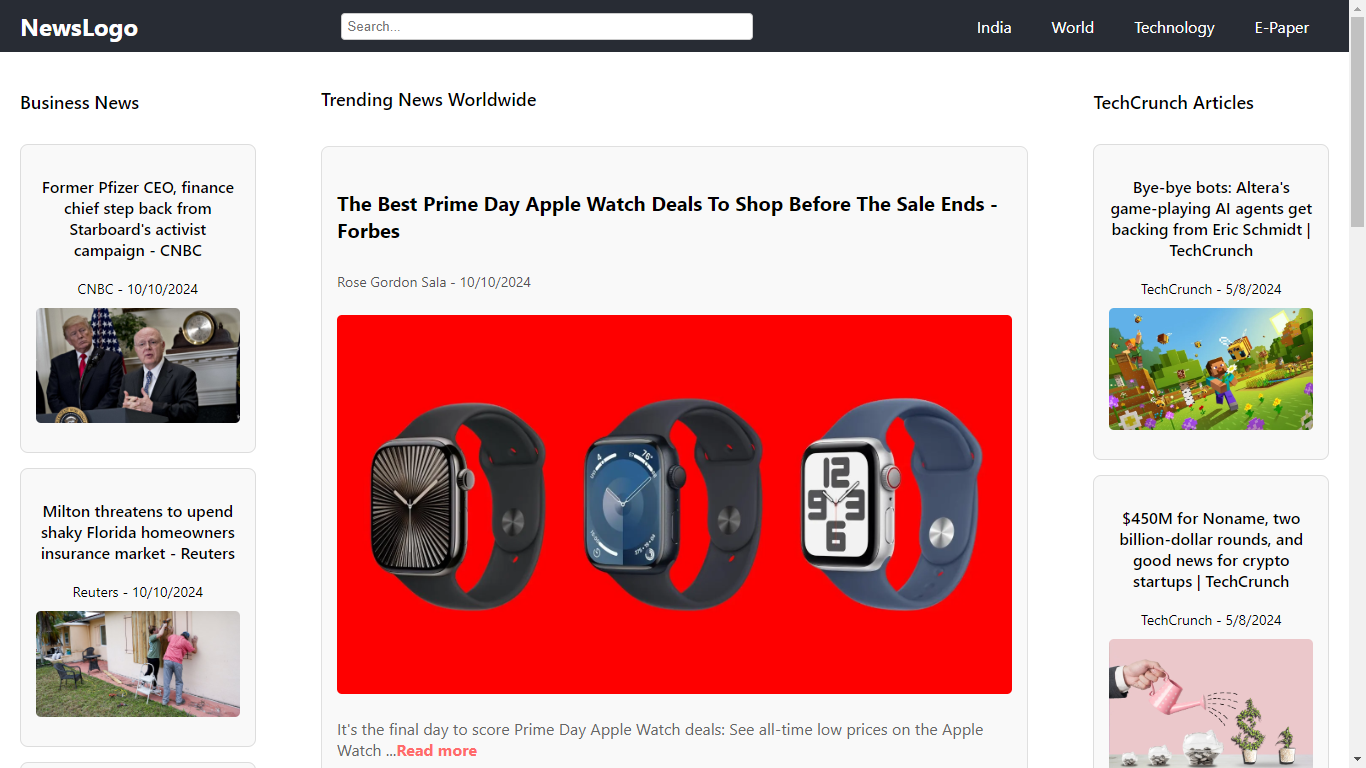 NewsLogo
Search...
India
World
Technology
E-Paper
Business News
Former Pfizer CEO, finance
chief step back from
Starboard's activist
campaign - CNBC
CNBC - 10/10/2024
Milton threatens to upend
shaky Florida homeowners
insurance market - Reuters
Reuters - 10/10/2024
Trending News Worldwide
The Best Prime Day Apple Watch Deals To Shop Before The Sale Ends -
Forbes
Rose Gordon Sala - 10/10/2024
12
9 3
6
It's the final day to score Prime Day Apple Watch deals: See all-time low prices on the Apple
Watch ...Read more
TechCrunch Articles
Bye-bye bots: Altera's
game-playing AI agents get
backing from Eric Schmidt |
TechCrunch
TechCrunch - 5/8/2024
$450M for Noname, two
billion-dollar rounds, and
good news for crypto
startups | TechCrunch
TechCrunch - 5/8/2024